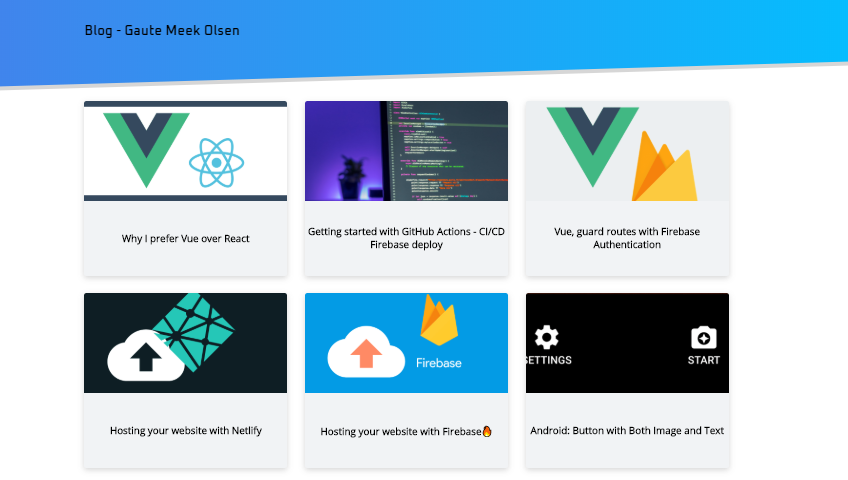 Blog - Gaute Meek Olsen
Why I prefer Vue over React
Getting started with GitHub Actions - CI/CD
Firebase deploy
Vue, guard routes with Firebase
Authentication
Firebase
SETTINGS
START
Hosting your website with Netlify
Hosting your website with Firebase🔥
Android: Button with Both Image and Text